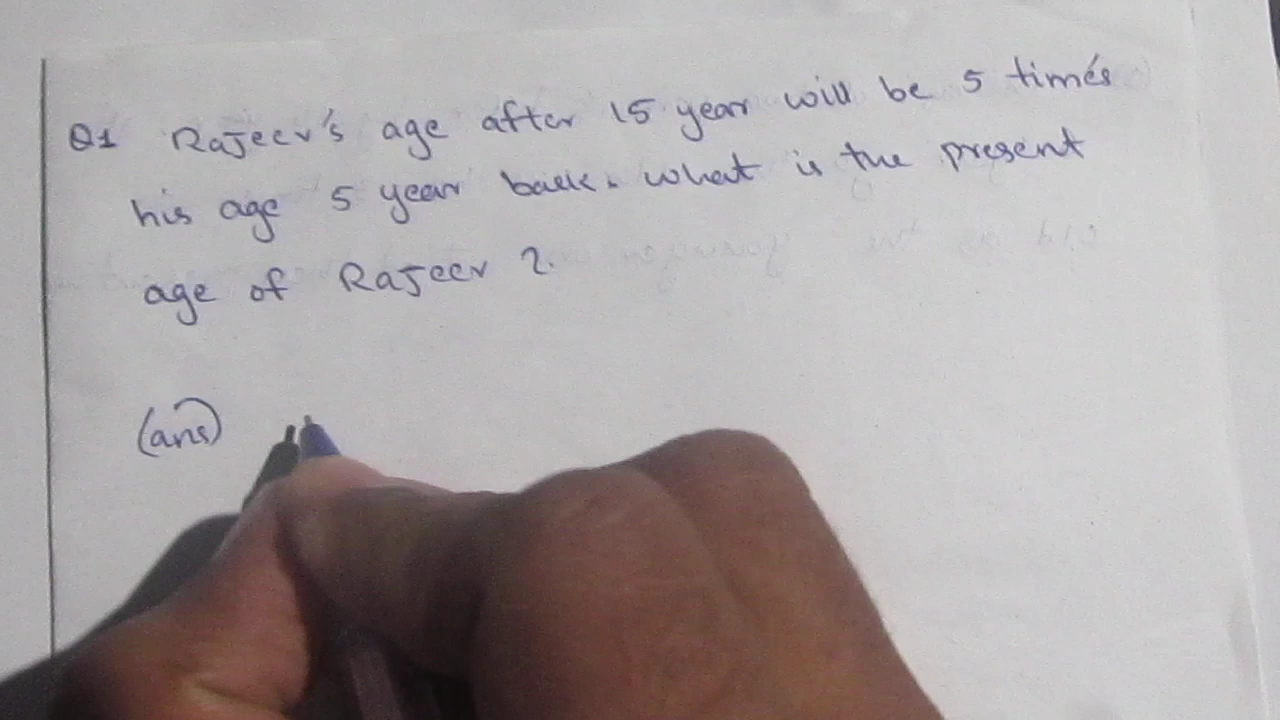 Q1 Rajeev's age after 15 year will be 5 times
his age 5 year back. what is the present
age of Rajeev ?.
(ans)